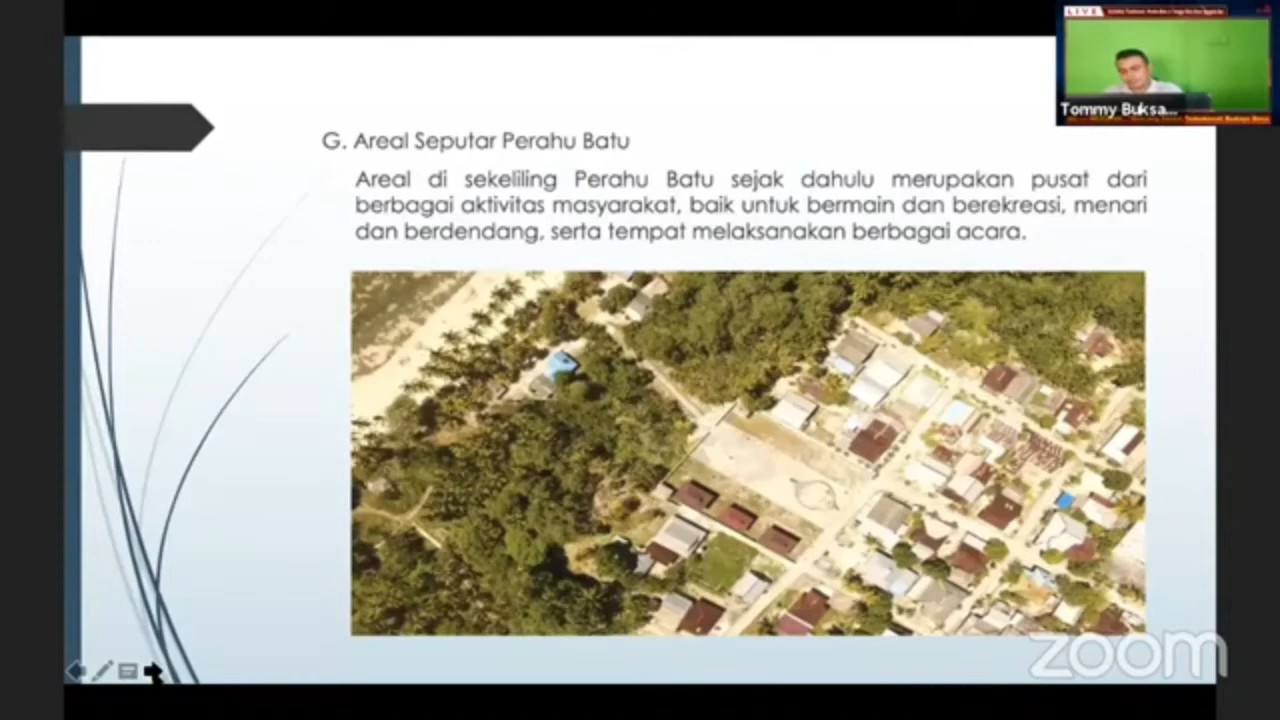 LIVE
Tommy Buksa...
G. Areal Seputar Perahu Batu
Areal di sekeliling Perahu Batu sejak dahulu merupakan pusat dari
berbagai aktivitas masyarakat, baik untuk bermain dan berekreasi, menari
dan berdendang, serta tempat melaksanakan berbagai acara.
zoom